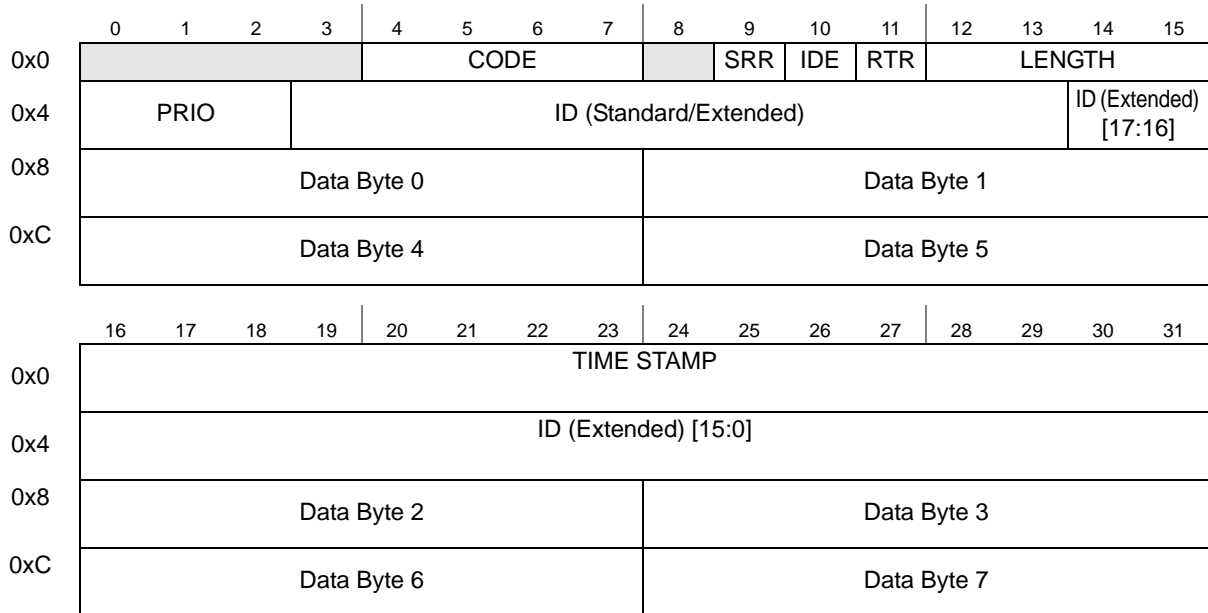 0 1 2 3 4 5 6 7 8 9 10 11 12 13 14 15
0x0 CODE SRR IDE RTR LENGTH
0x4 PRIO ID (Standard/Extended) ID (Extended)
[17:16]
0x8 Data Byte 0 Data Byte 1
0xC Data Byte 4 Data Byte 5
16 17 18 19 20 21 22 23 24 25 26 27 28 29 30 31
0x0 TIME STAMP
0x4 ID (Extended) [15:0]
0x8 Data Byte 2 Data Byte 3
0xC Data Byte 6 Data Byte 7